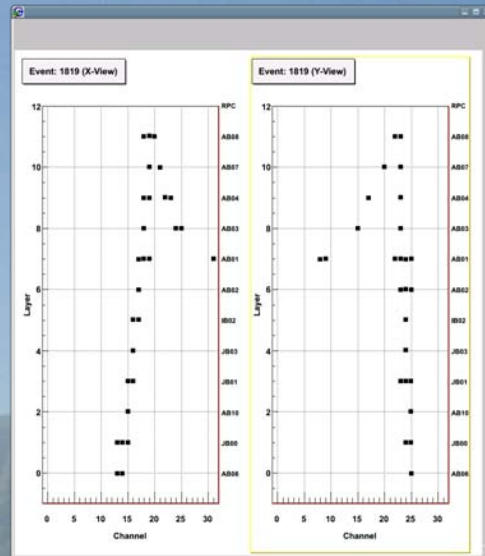 Event: 1819 (X-View)
12
RPC
AB08
10
AB07
AB04
8
AB03
AB01
6
AB02
Layer
IB02
4
JB03
JB01
2
AB10
JB00
0
AB06
0 5 10 15 20 25 30
Channel
Event: 1819 (Y-View)
12
RPC
AB08
10
AB07
AB04
8
AB03
AB01
6
AB02
Layer
IB02
4
JB03
JB01
2
AB10
JB00
0
AB06
0 5 10 15 20 25 30
Channel